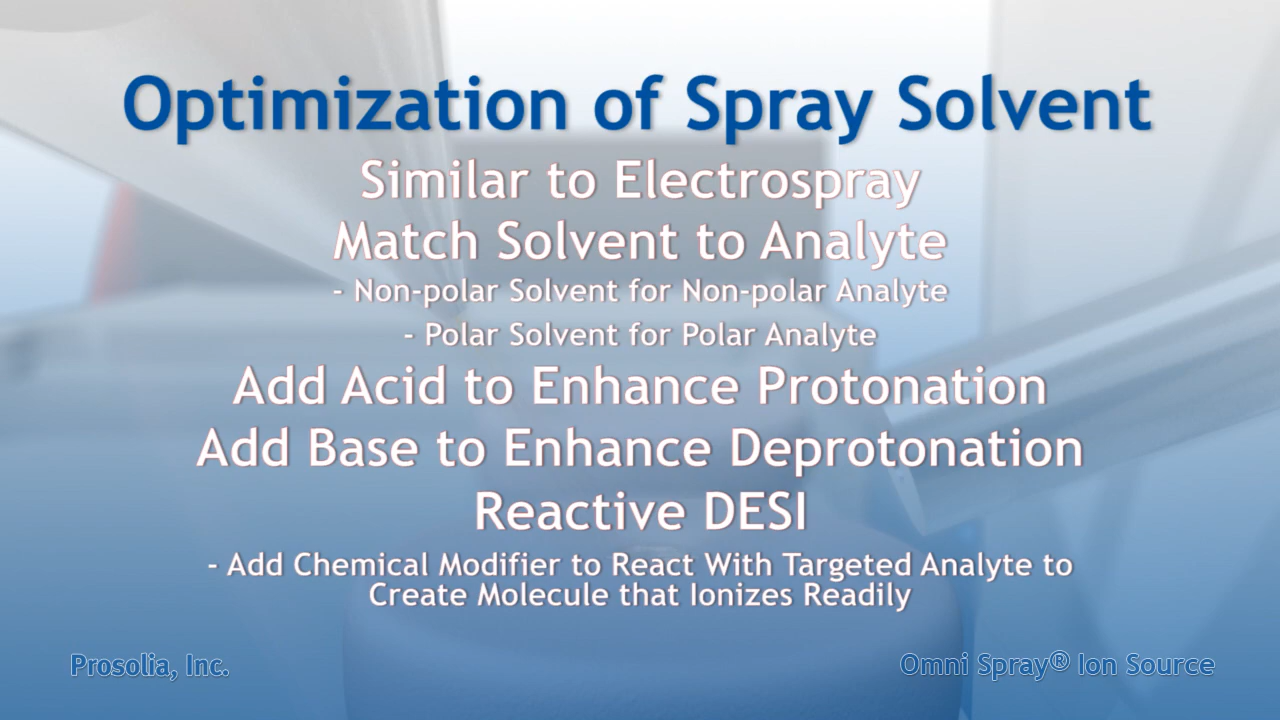 Optimization of Spray Solvent
Similar to Electrospray
Match Solvent to Analyte
- Non-polar Solvent for Non-polar Analyte
- Polar Solvent for Polar Analyte
Add Acid to Enhance Protonation
Add Base to Enhance Deprotonation
Reactive DESI
- Add Chemical Modifier to React With Targeted Analyte to
Create Molecule that Ionizes Readily
Prosolia, Inc.
Omni Spray® Ion Source